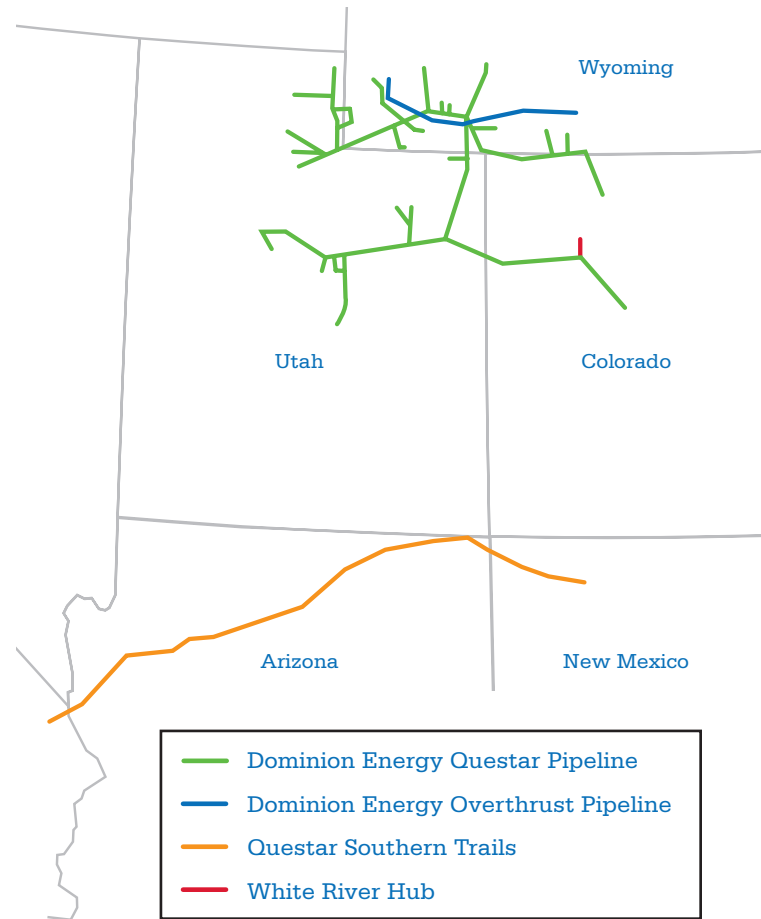 Wyoming
Utah
Colorado
Arizona
New Mexico
Dominion Energy Questar Pipeline
Dominion Energy Overthrust Pipeline
Questar Southern Trails
White River Hub